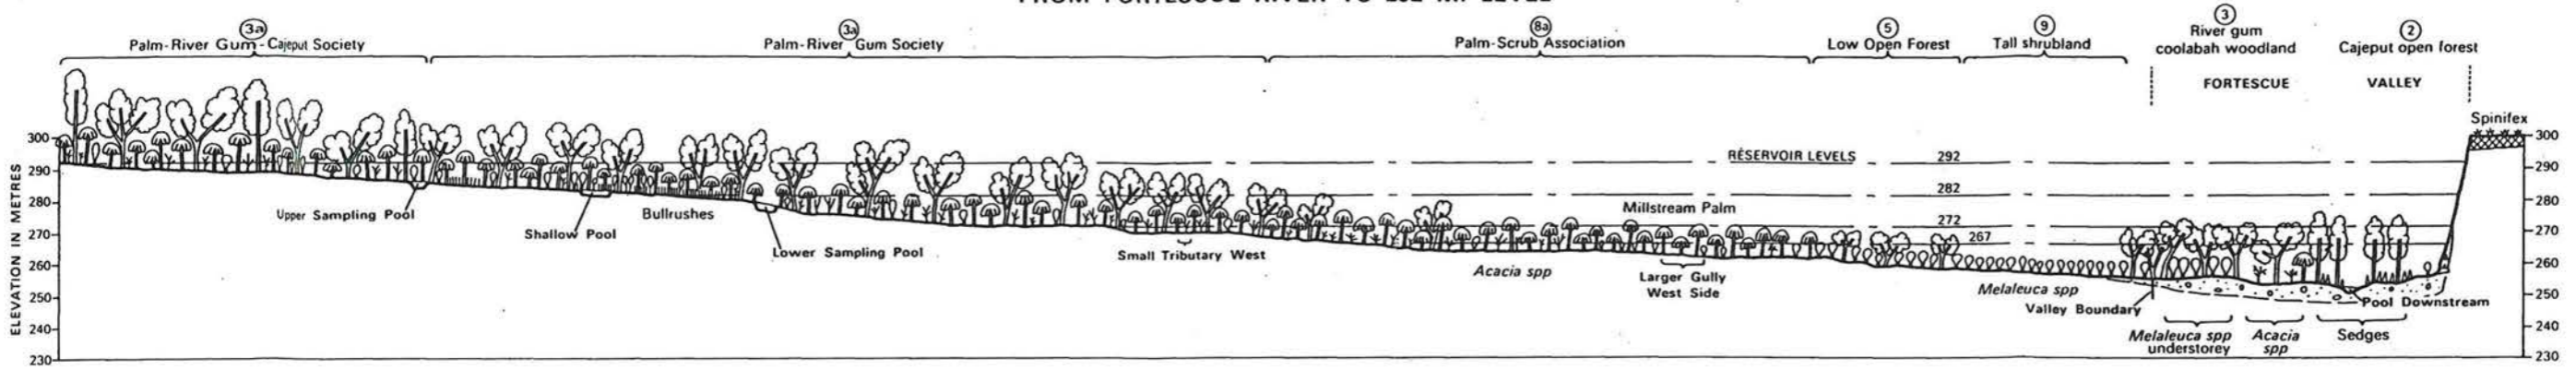 FROM FORTESCUE RIVER TO 292 M. LEVEL
3a
Palm-River Gum-Cajeput Society
3a
Palm-River Gum Society
8a
Palm-Scrub Association
5
Low Open Forest
9
Tall shrubland
3
River gum
coolabah woodland
2
Cajeput open forest
FORTESCUE
VALLEY
Spinifex
ELEVATION IN METRES
300
290
280
270
260
250
240
230
300
290
280
270
260
250
240
230
RESERVOIR LEVELS
292
282
Millstream Palm
272
267
Upper Sampling Pool
Shallow Pool
Bullrushes
Lower Sampling Pool
Small Tributary West
Acacia spp
Larger Gully
West Side
Melaleuca spp
Valley Boundary
Pool Downstream
Melaleuca spp
understorey
Acacia
spp
Sedges